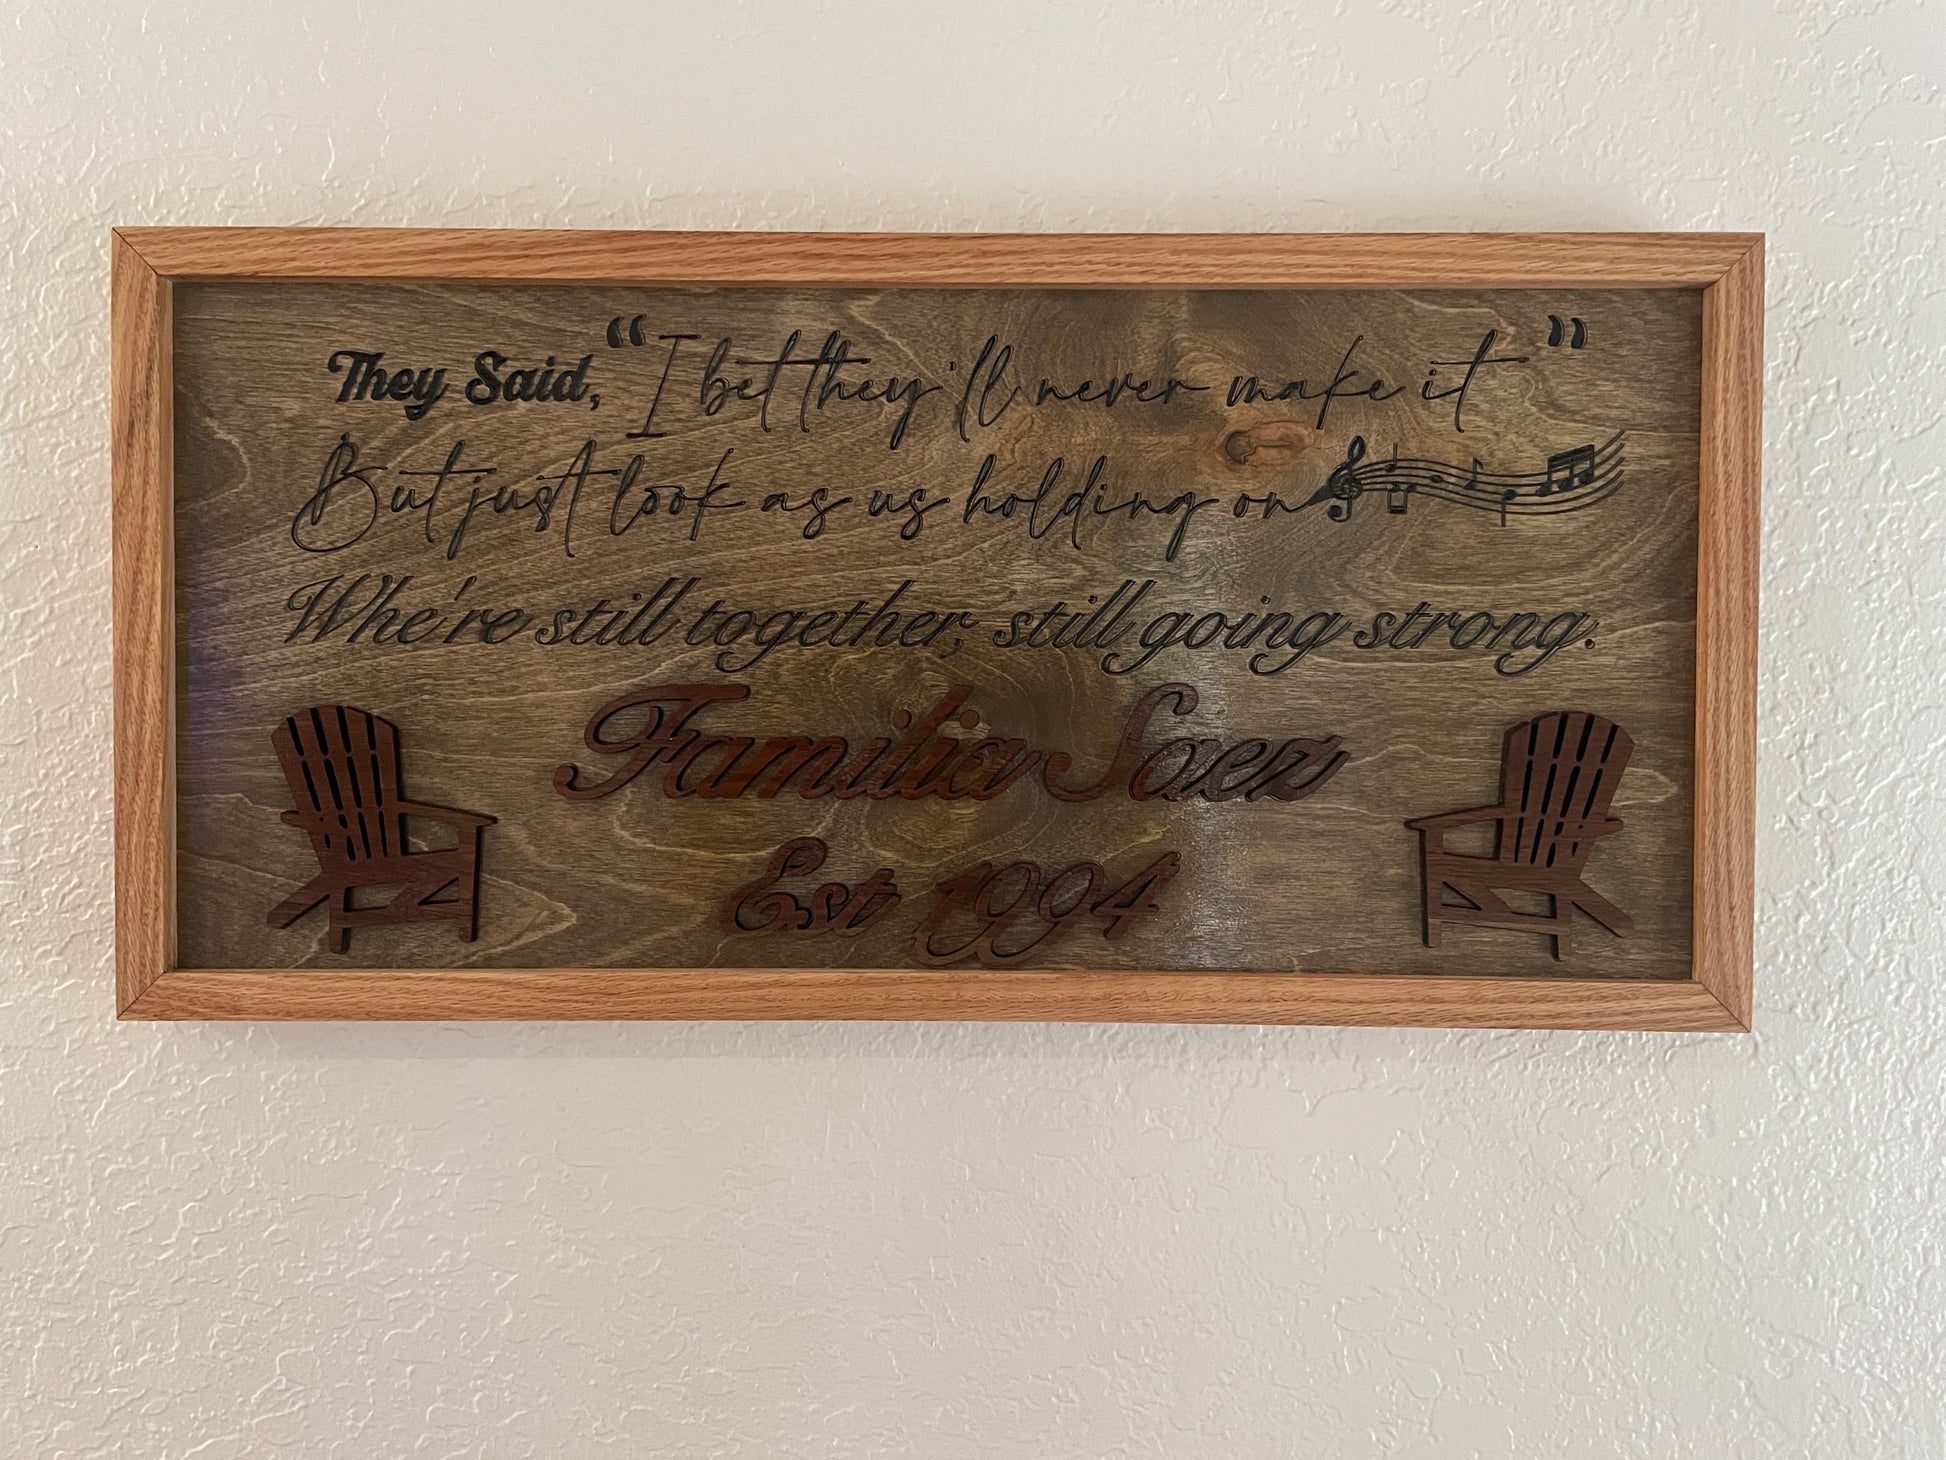 They Said, “I bet they'll never make it”
But just look as us holding on
Whe're still together, still going strong.
Familia Saez
Est 1994